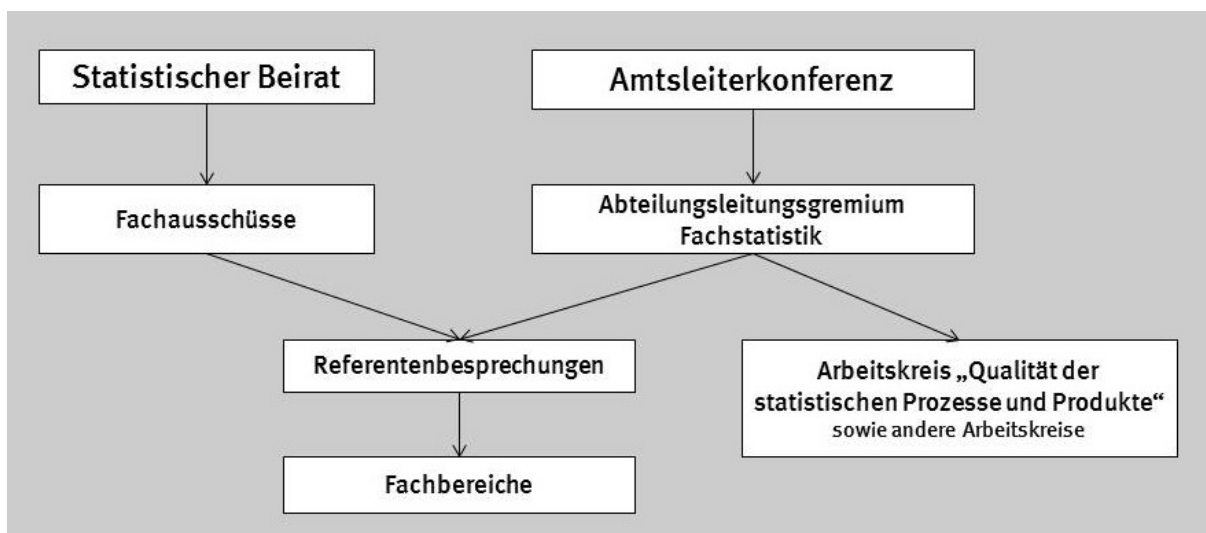 Statistischer Beirat
Amtsleiterkonferenz
Fachausschüsse
Abteilungsleitungsgremium
Fachstatistik
Referentenbesprechungen
Arbeitskreis „Qualität der
statistischen Prozesse und Produkte“
sowie andere Arbeitskreise
Fachbereiche